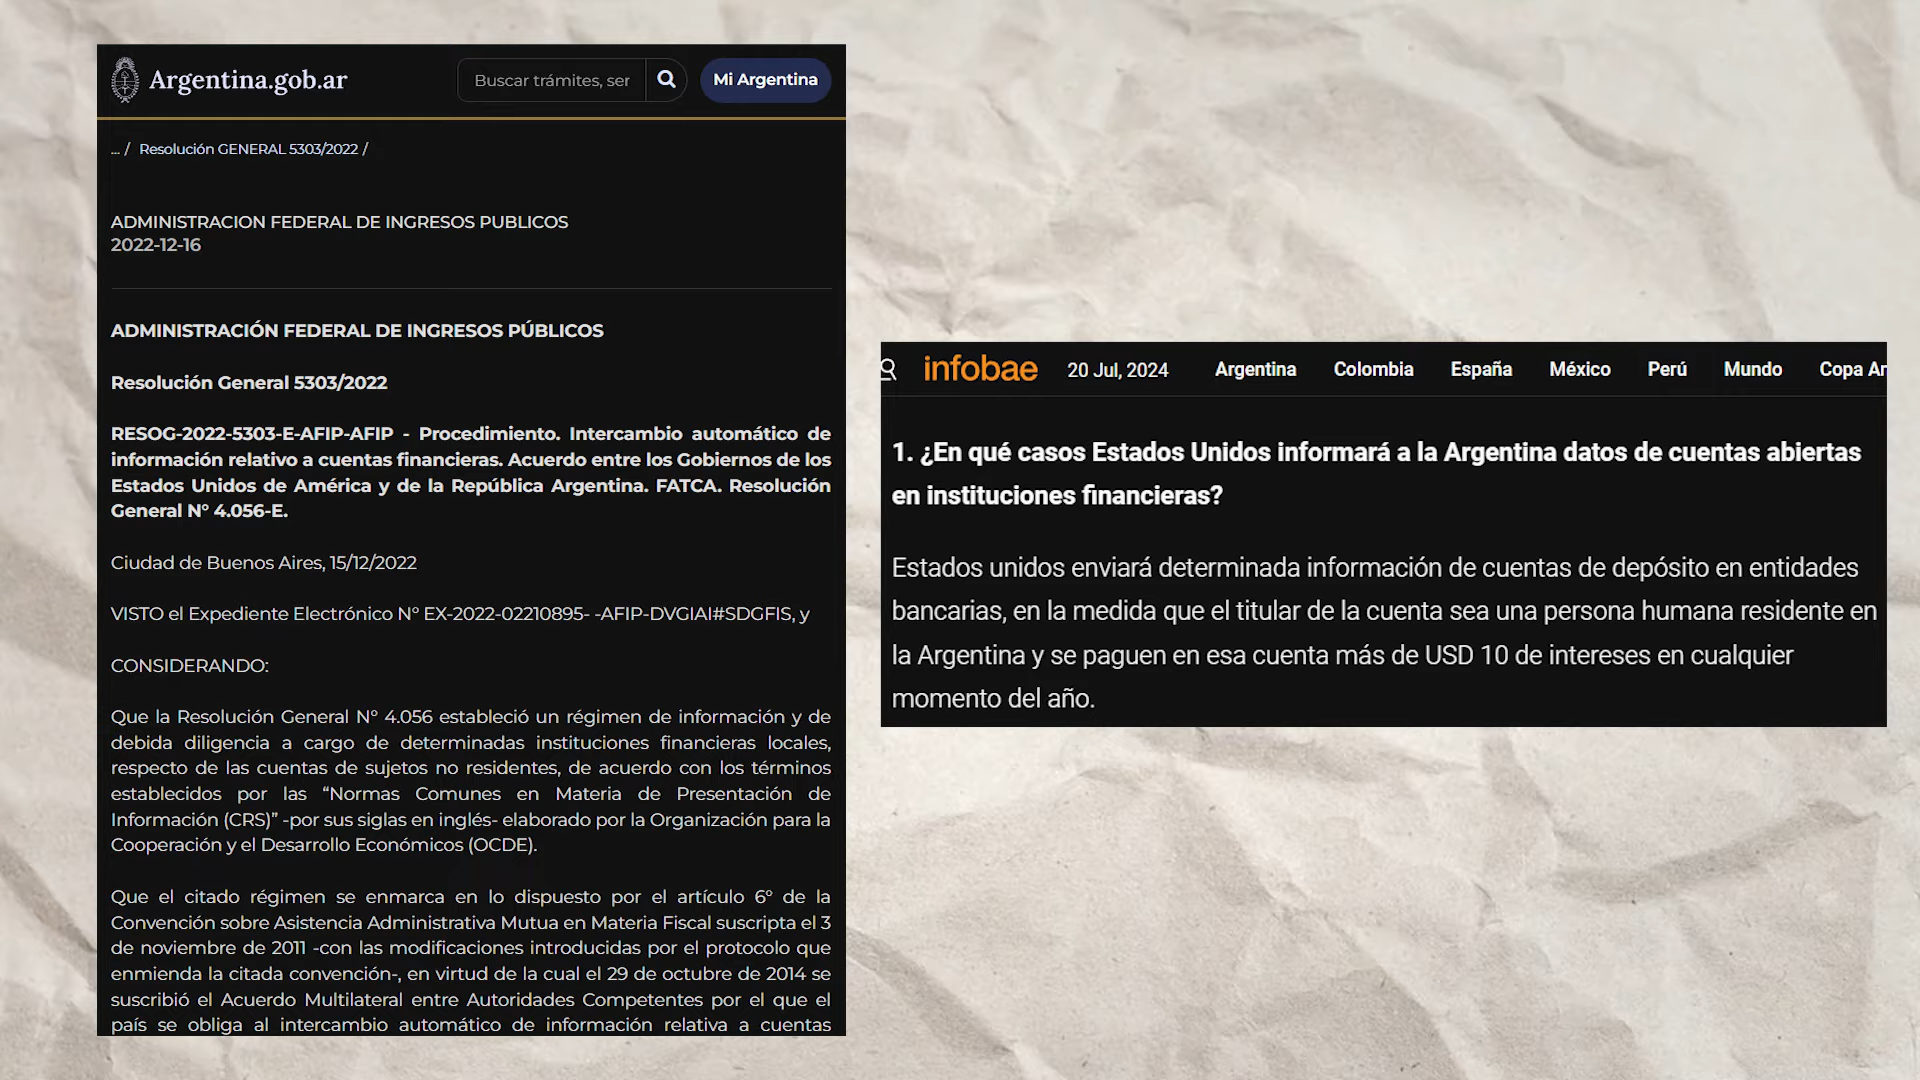 Argentina.gob.ar
Buscar trámites, ser
Mi Argentina
... / Resolución GENERAL 5303/2022 /
ADMINISTRACION FEDERAL DE INGRESOS PUBLICOS
2022-12-16
ADMINISTRACIÓN FEDERAL DE INGRESOS PÚBLICOS
Resolución General 5303/2022
RESOG-2022-5303-E-AFIP-AFIP - Procedimiento. Intercambio automático de
información relativo a cuentas financieras. Acuerdo entre los Gobiernos de los
Estados Unidos de América y de la República Argentina. FATCA. Resolución
General N° 4.056-E.
Ciudad de Buenos Aires, 15/12/2022
VISTO el Expediente Electrónico N° EX-2022-02210895- -AFIP-DVGIAI#SDGFIS, y
CONSIDERANDO:
Que la Resolución General N° 4.056 estableció un régimen de información y de
debida diligencia a cargo de determinadas instituciones financieras locales,
respecto de las cuentas de sujetos no residentes, de acuerdo con los términos
establecidos por las “Normas Comunes en Materia de Presentación de
Información (CRS)” -por sus siglas en inglés- elaborado por la Organización para la
Cooperación y el Desarrollo Económicos (OCDE).
Que el citado régimen se enmarca en lo dispuesto por el artículo 6° de la
Convención sobre Asistencia Administrativa Mutua en Materia Fiscal suscripta el 3
de noviembre de 2011 -con las modificaciones introducidas por el protocolo que
enmienda la citada convención-, en virtud de la cual el 29 de octubre de 2014 se
suscribió el Acuerdo Multilateral entre Autoridades Competentes por el que el
país se obliga al intercambio automático de información relativa a cuentas
infobae
20 Jul, 2024
Argentina
Colombia
España
México
Perú
Mundo
Copa Ar
1. ¿En qué casos Estados Unidos informará a la Argentina datos de cuentas abiertas
en instituciones financieras?
Estados unidos enviará determinada información de cuentas de depósito en entidades
bancarias, en la medida que el titular de la cuenta sea una persona humana residente en
la Argentina y se paguen en esa cuenta más de USD 10 de intereses en cualquier
momento del año.